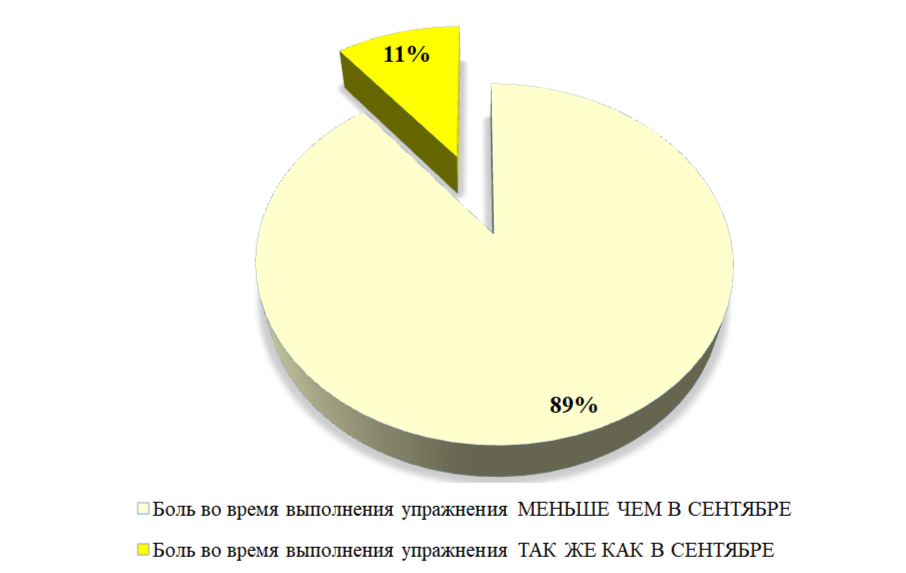 11%
89%
Боль во время выполнения упражнения МЕНЬШЕ ЧЕМ В СЕНТЯБРЕ
Боль во время выполнения упражнения ТАК ЖЕ КАК В СЕНТЯБРЕ